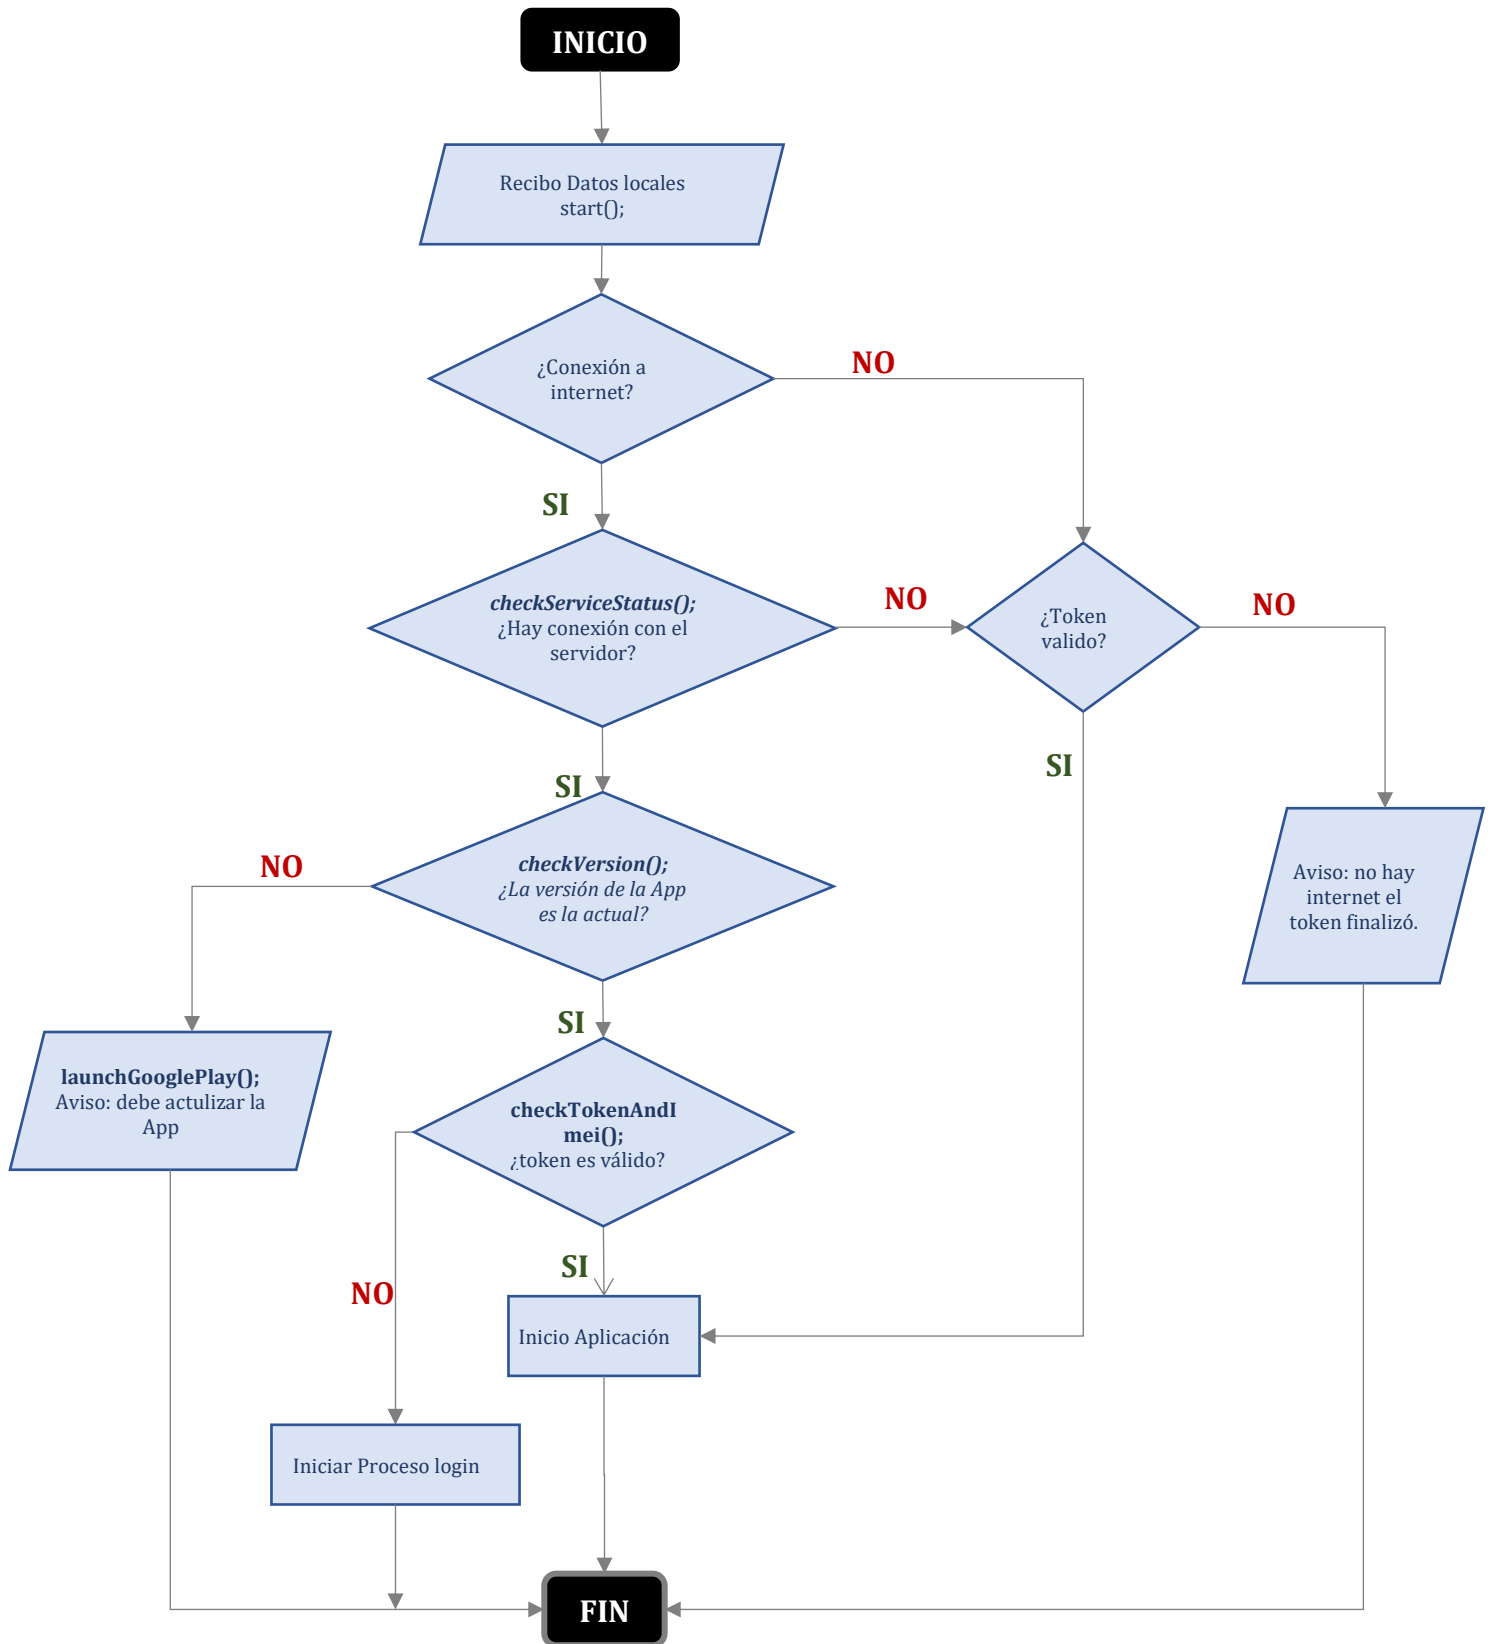 INICIO
Recibo Datos locales
start();
¿Conexión a
internet?
NO
SI
checkServiceStatus();
¿Hay conexión con el
servidor?
NO
¿Token
valido?
NO
SI
SI
checkVersion();
¿La versión de la App
es la actual?
NO
Aviso: no hay
internet el
token finalizó.
SI
launchGooglePlay();
Aviso: debe actulizar la
App
checkTokenAndI
mei();
¿token es válido?
SI
NO
Inicio Aplicación
Iniciar Proceso login
FIN